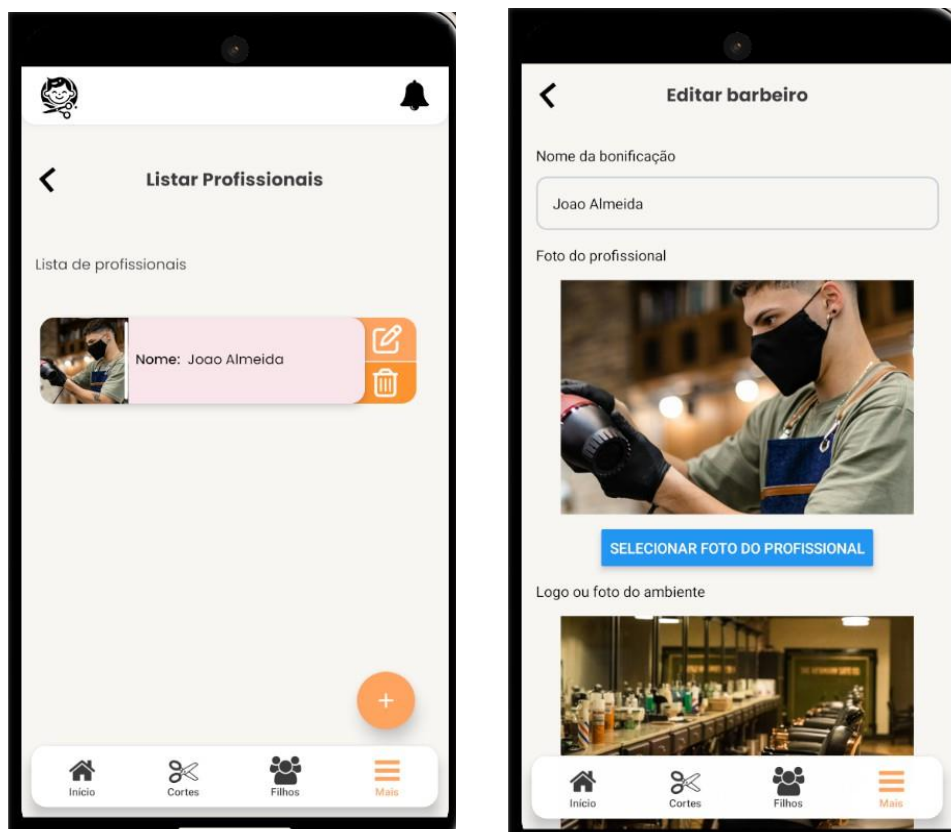 Listar Profissionais
Lista de profissionais
Nome: Joao Almeida
+
Início
Cortes
Filhos
Mais
Editar barbeiro
Nome da bonificação
Joao Almeida
Foto do profissional
SELECIONAR FOTO DO PROFISSIONAL
Logo ou foto do ambiente
Início
Cortes
Filhos
Mais